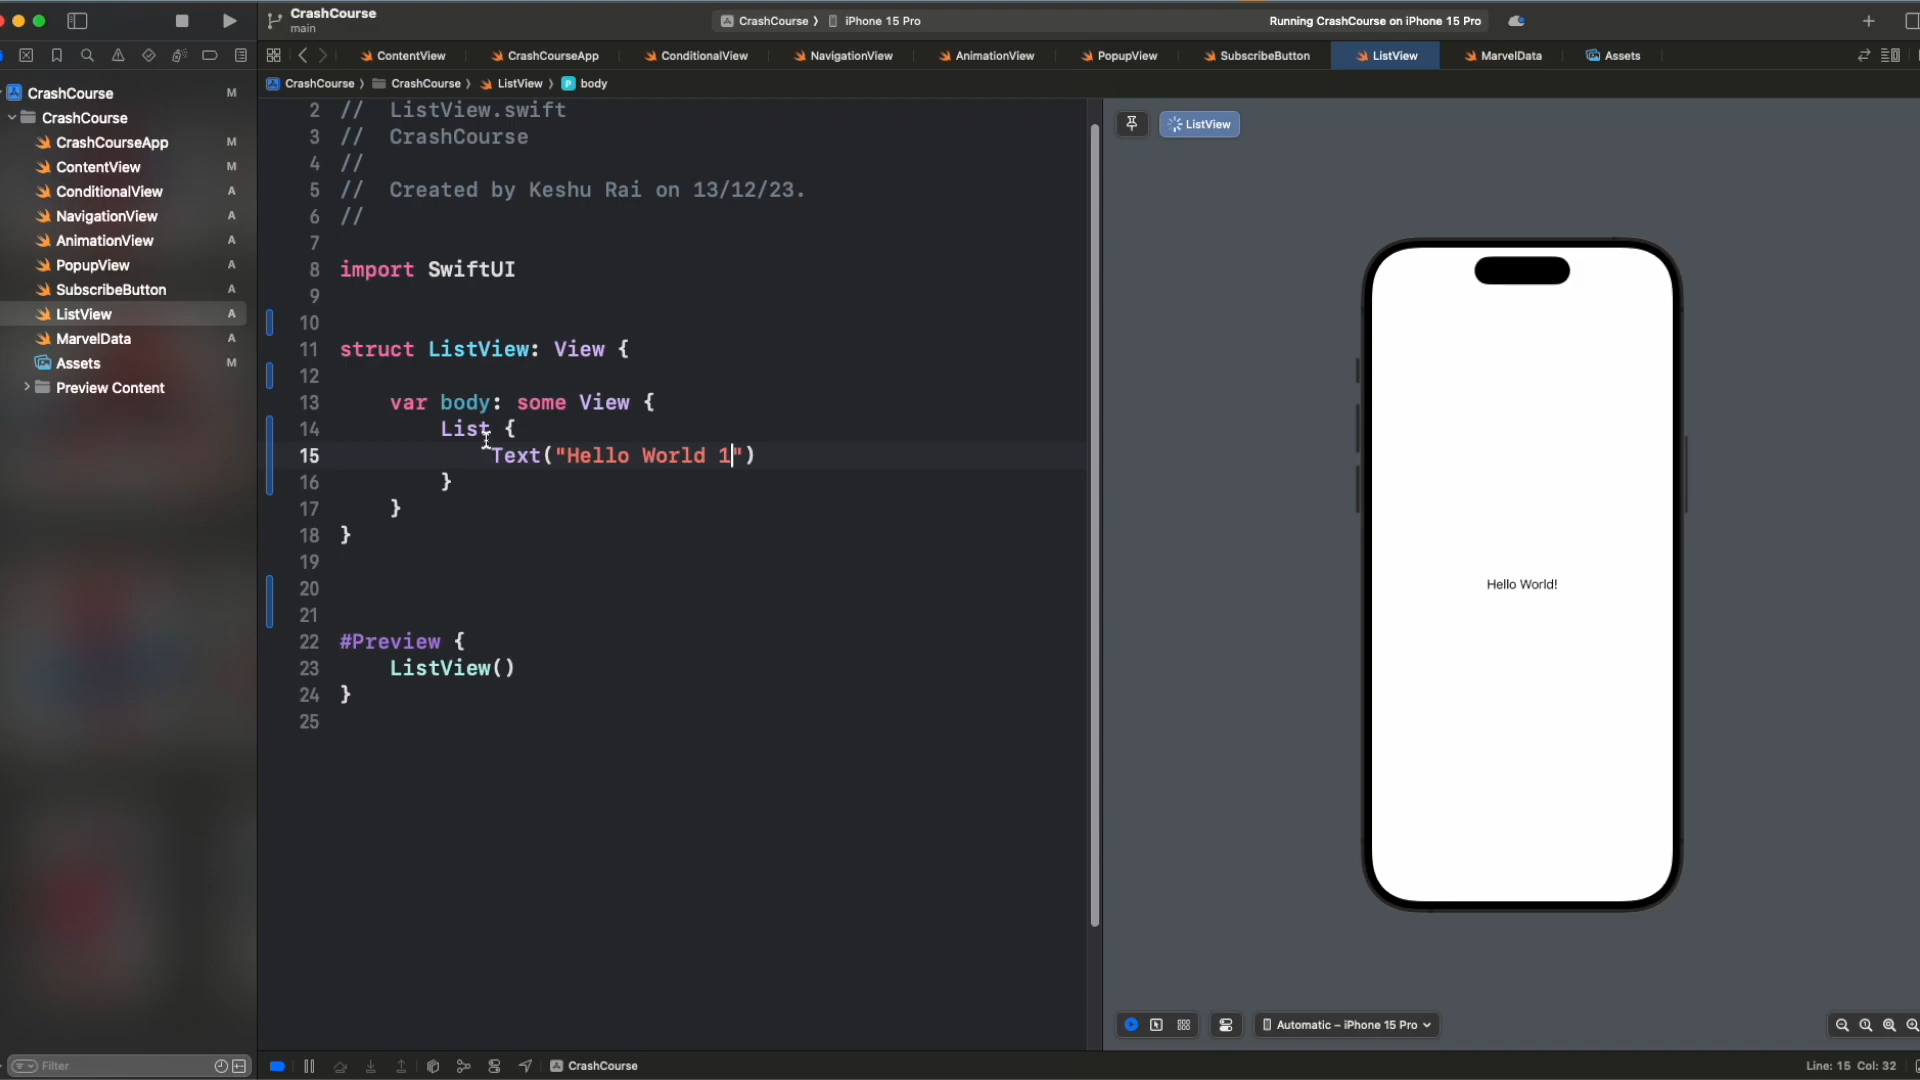 CrashCourse
main
CrashCourse
iPhone 15 Pro
Running CrashCourse on iPhone 15 Pro
ContentView
CrashCourseApp
ConditionalView
NavigationView
AnimationView
PopupView
SubscribeButton
ListView
MarvelData
Assets
CrashCourse
CrashCourse
ListView
P body
CrashCourse M
CrashCourse
CrashCourseApp M
ContentView M
ConditionalView A
NavigationView A
AnimationView A
PopupView A
SubscribeButton A
ListView A
MarvelData A
Assets M
Preview Content
2 //  ListView.swift
3 //  CrashCourse
4 //
5 //  Created by Keshu Rai on 13/12/23.
6 //
7
8 import SwiftUI
9
10
11 struct ListView: View {
12
13 var body: some View {
14 List {
15 Text("Hello World 1")
16 }
17 }
18 }
19
20
21
22 #Preview {
23 ListView()
24 }
25
ListView
Hello World!
Automatic – iPhone 15 Pro
Filter
CrashCourse
Line: 15 Col: 32